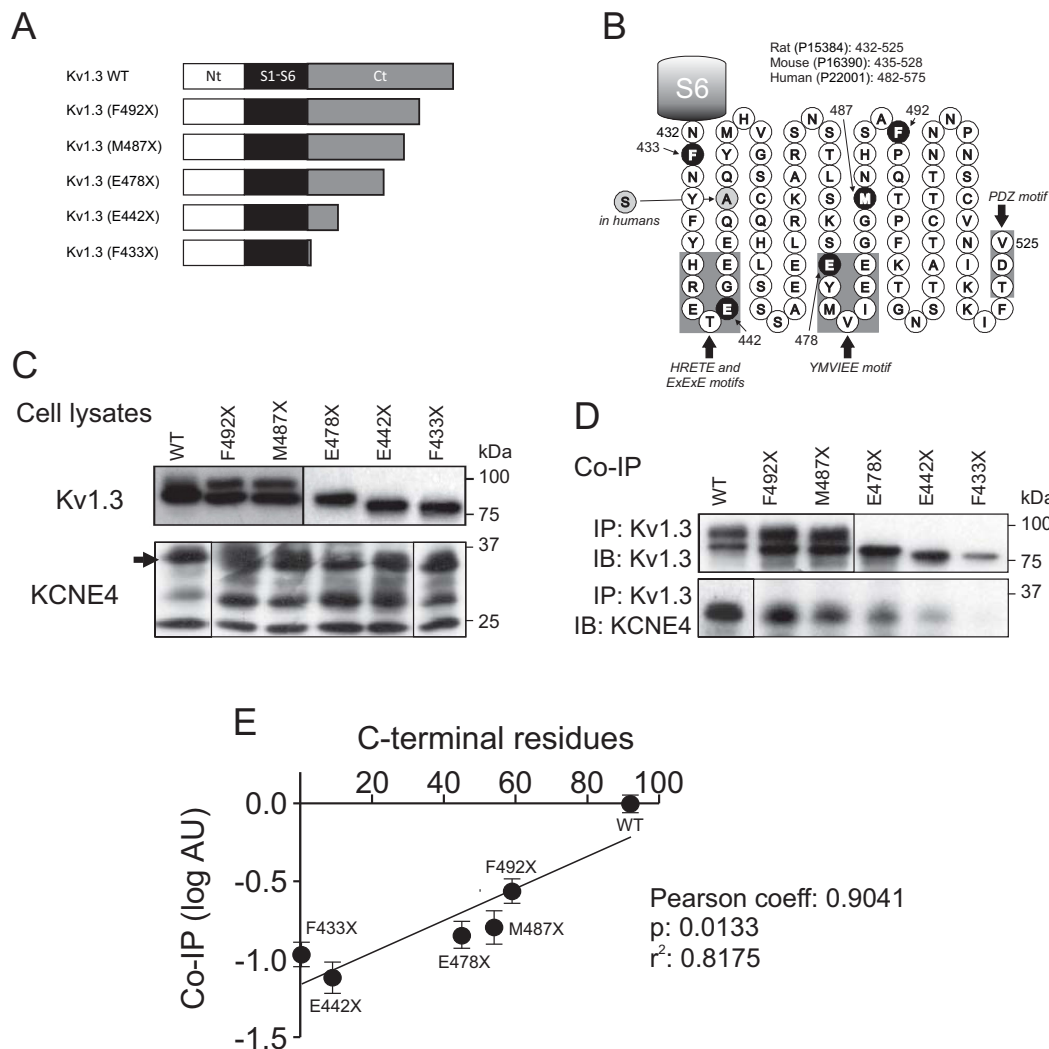 A
Kv1.3 WT
Nt
S1-S6
Ct
Kv1.3 (F492X)
Kv1.3 (M487X)
Kv1.3 (E478X)
Kv1.3 (E442X)
Kv1.3 (F433X)
B
Rat (P15384): 432-525
Mouse (P16390): 435-528
Human (P22001): 482-575
S6
432
433
487
492
S
in humans
N F N Y F Y H R E T E G E E Q A Q Y M H V G S C Q H L S S S A E E L R K A R S N S T L S K S E Y M V I E E G G M N H S A F P Q T P F K T G N S T A T C T N N N P N S C V N I K K I F T D V
478
442
525
PDZ motif
HRETE and
ExExE motifs
YMVIEE motif
C
Cell lysates
WT
F492X
M487X
E478X
E442X
F433X
kDa
Kv1.3
100
75
KCNE4
37
25
D
Co-IP
WT
F492X
M487X
E478X
E442X
F433X
kDa
IP: Kv1.3
IB: Kv1.3
100
75
IP: Kv1.3
IB: KCNE4
37
E
C-terminal residues
20 40 60 80 100
Co-IP (log AU)
0.0
-0.5
-1.0
-1.5
WT
F492X
M487X
E478X
F433X
E442X
Pearson coeff: 0.9041
p: 0.0133
r²: 0.8175